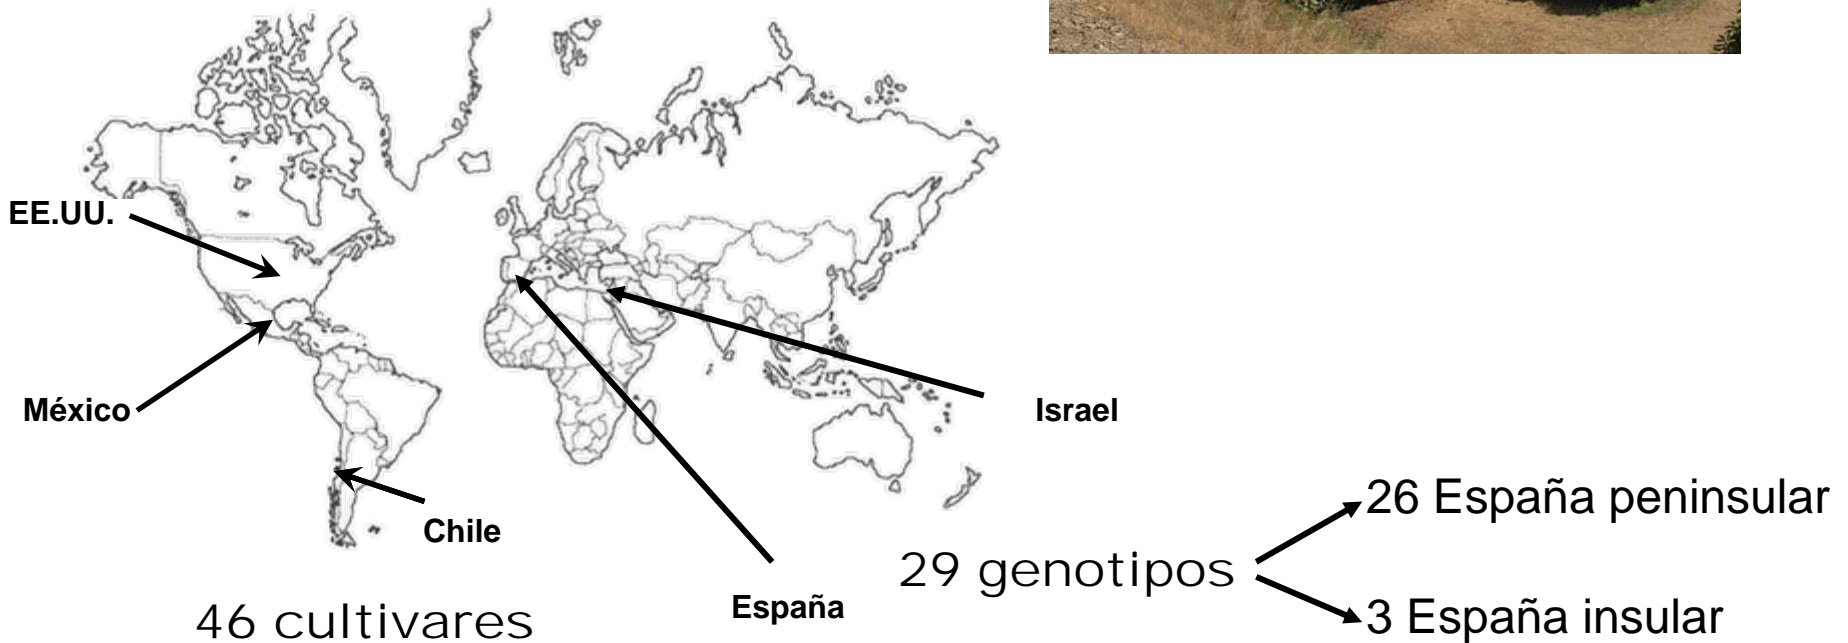 EE.UU.
México
Israel
Chile
26 España peninsular
29 genotipos
España
3 España insular
46 cultivares